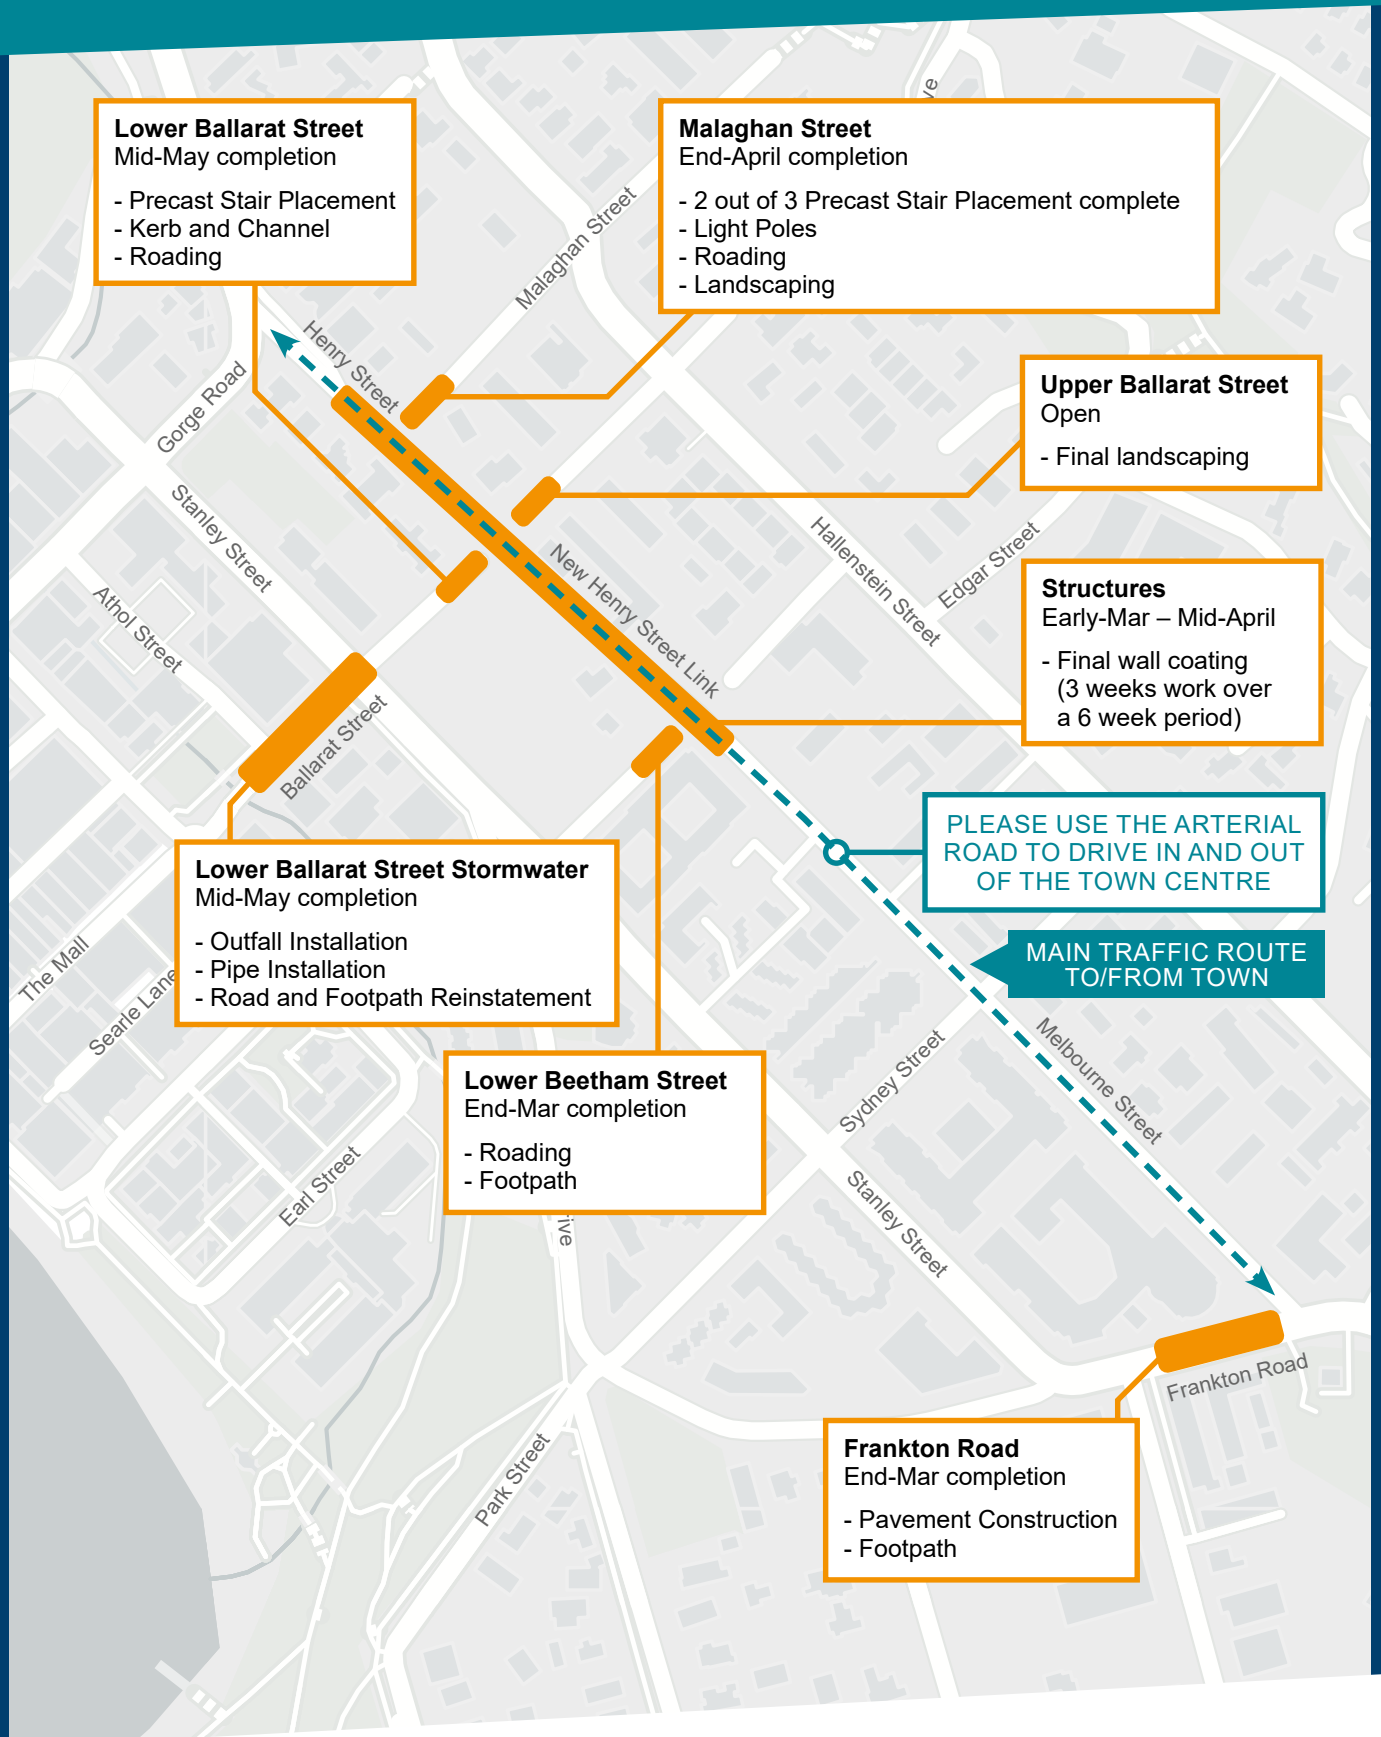 Lower Ballarat Street
Mid-May completion
- Precast Stair Placement
- Kerb and Channel
- Roading
Malaghan Street
End-April completion
- 2 out of 3 Precast Stair Placement complete
- Light Poles
- Roading
- Landscaping
Upper Ballarat Street
Open
- Final landscaping
Structures
Early-Mar – Mid-April
- Final wall coating
(3 weeks work over
a 6 week period)
PLEASE USE THE ARTERIAL
ROAD TO DRIVE IN AND OUT
OF THE TOWN CENTRE
MAIN TRAFFIC ROUTE
TO/FROM TOWN
Lower Ballarat Street Stormwater
Mid-May completion
- Outfall Installation
- Pipe Installation
- Road and Footpath Reinstatement
Lower Beetham Street
End-Mar completion
- Roading
- Footpath
Frankton Road
End-Mar completion
- Pavement Construction
- Footpath
Malaghan Street
Henry Street
Gorge Road
Stanley Street
Athol Street
Ballarat Street
New Henry Street Link
Hallenstein Street
Edgar Street
The Mall
Searle Lane
Earl Street
Sydney Street
Melbourne Street
Stanley Street
Park Street
Frankton Road